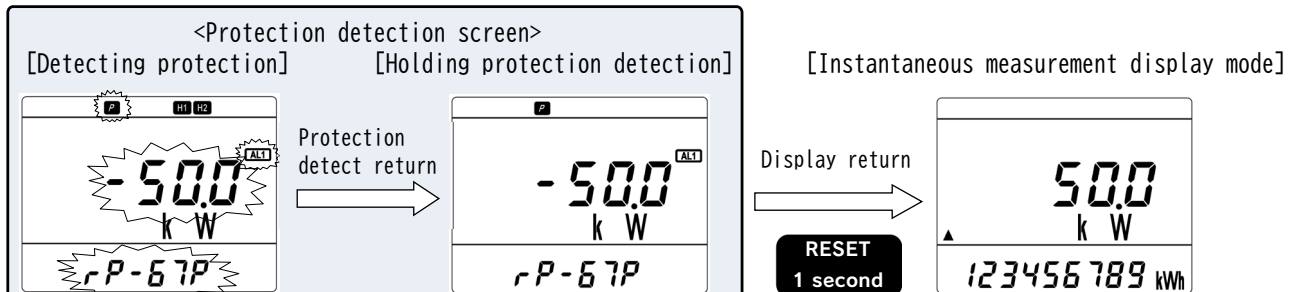 <Protection detection screen>
[Detecting protection]
[Holding protection detection]
[Instantaneous measurement display mode]
P H1 H2
AL1
-50.0
k W
rP-67P
Protection
detect return
P
AL1
-50.0
k W
rP-67P
Display return
RESET
1 second
50.0
▲ k W
123456789 kWh